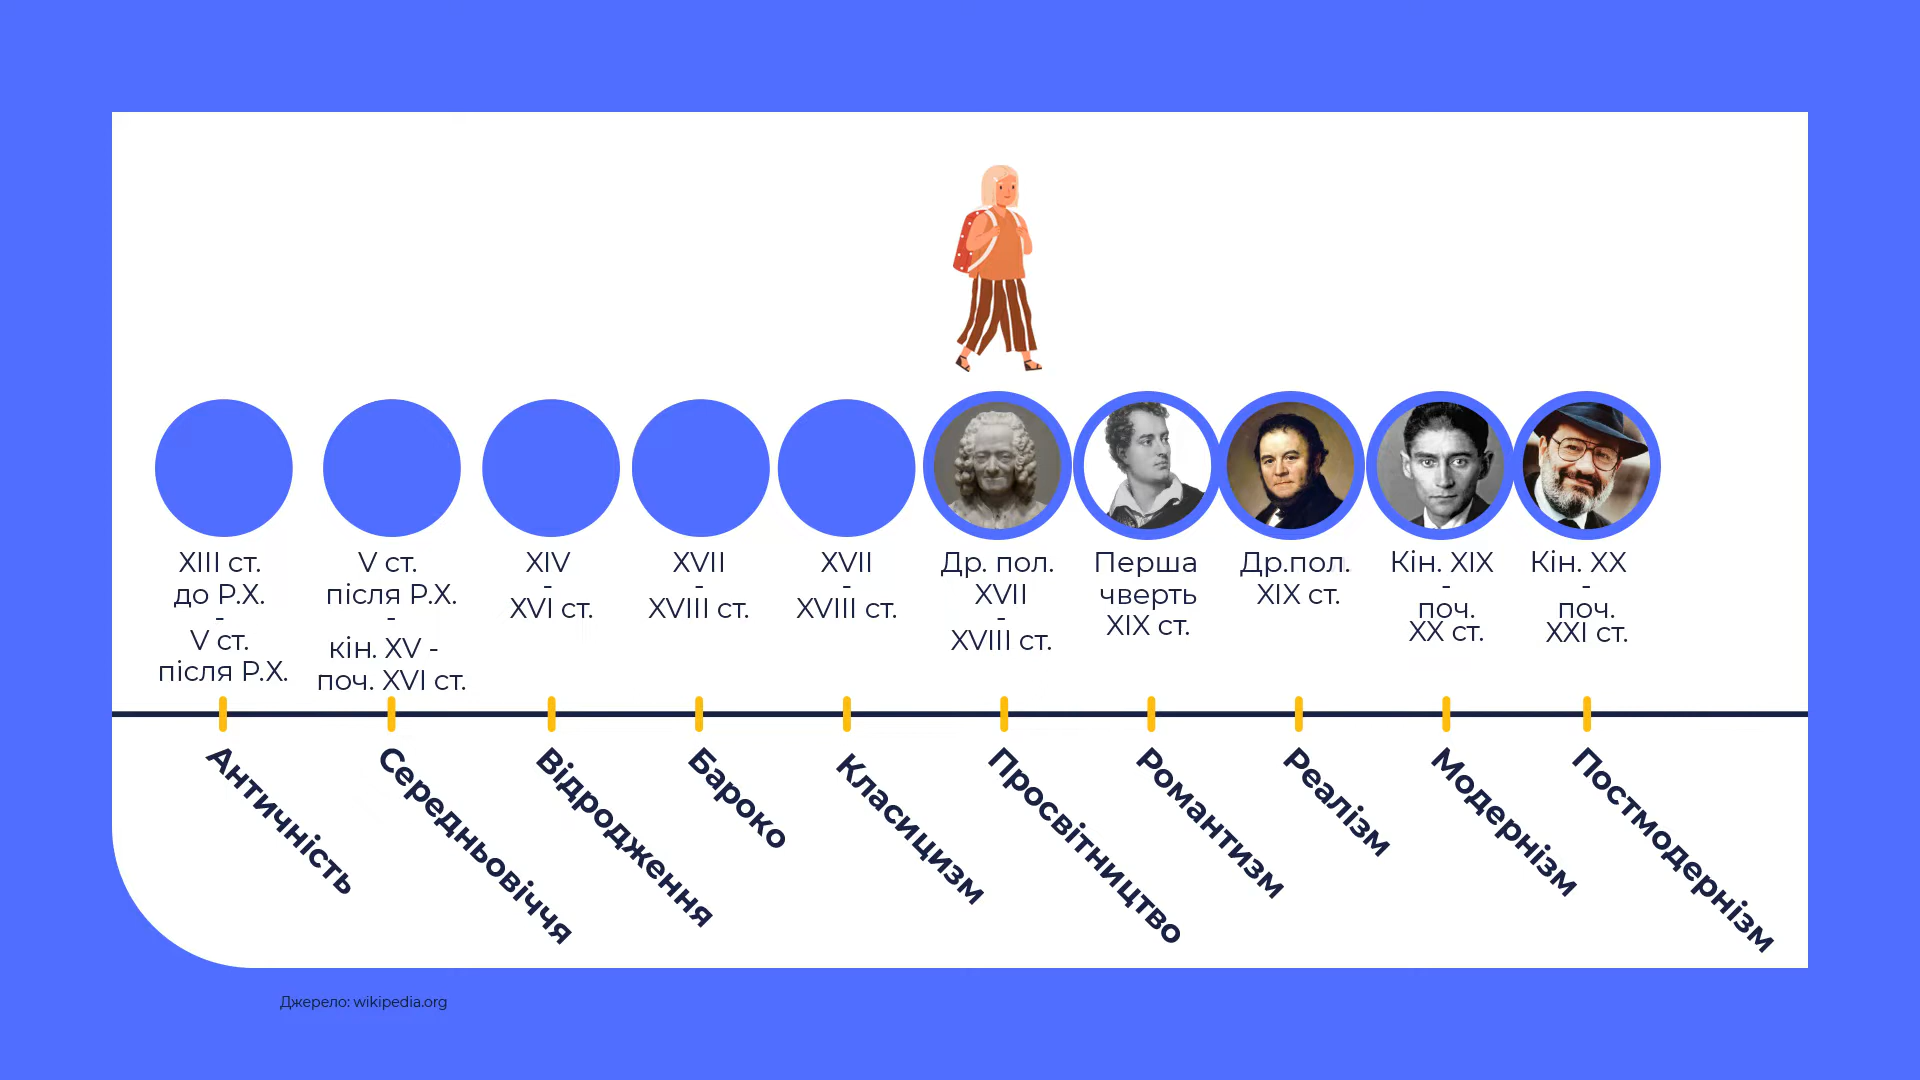 XIII ст.
до Р.Х.
-
V ст.
після Р.Х.
V ст.
після Р.Х.
-
кін. XV -
поч. XVI ст.
XIV
-
XVI ст.
XVII
-
XVIII ст.
XVII
-
XVIII ст.
Др. пол.
XVII
-
XVIII ст.
Перша
чверть
XIX ст.
Др.пол.
XIX ст.
Кін. XIX
-
поч.
XX ст.
Кін. XX
-
поч.
XXI ст.
Античність
Середньовіччя
Відродження
Бароко
Класицизм
Просвітництво
Романтизм
Реалізм
Модернізм
Постмодернізм
Джерело: wikipedia.org